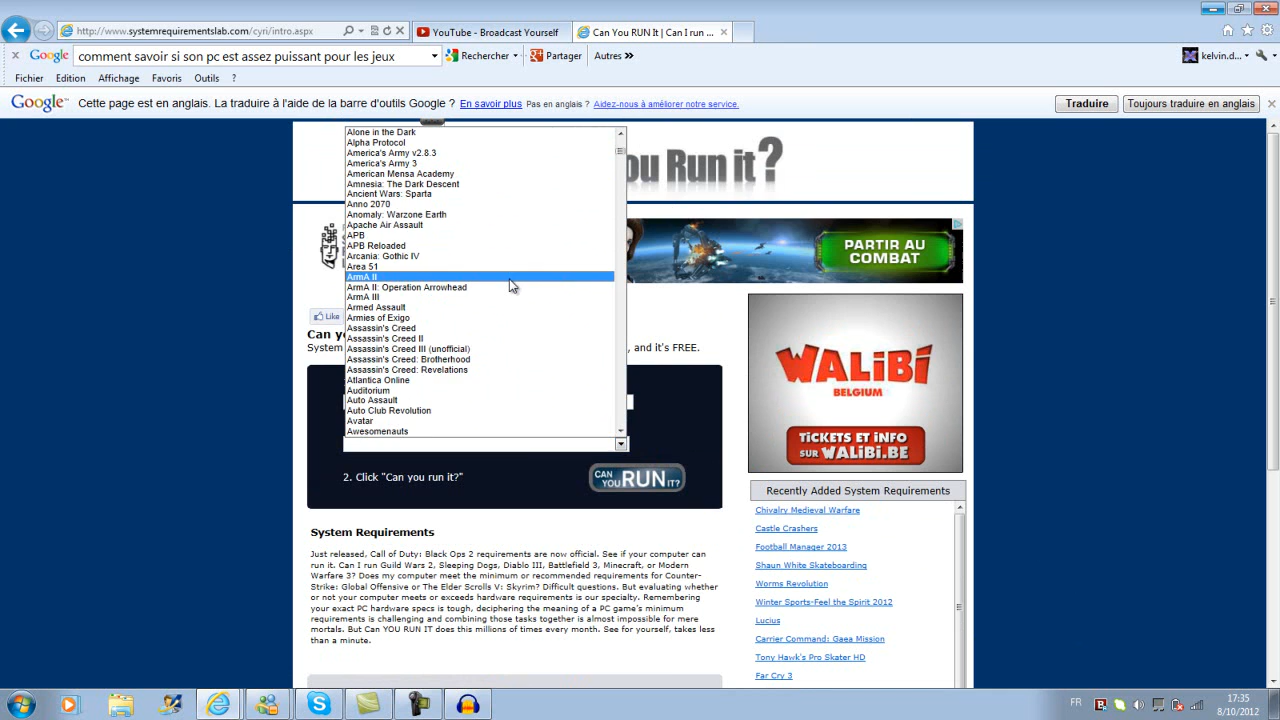 http://www.systemrequirementslab.com/cyri/intro.aspx
YouTube - Broadcast Yourself
Can You RUN It | Can I run ...
Google
comment savoir si son pc est assez puissant pour les jeux
Rechercher
Partager
Autres »
kelvin.d...
Fichier
Edition
Affichage
Favoris
Outils
?
Google™
Cette page est en anglais. La traduire à l'aide de la barre d'outils Google ?
En savoir plus
Pas en anglais ?
Aidez-nous à améliorer notre service.
Traduire
Toujours traduire en anglais
ou Run it?
Alone in the Dark
Alpha Protocol
America's Army v2.8.3
America's Army 3
American Mensa Academy
Amnesia: The Dark Descent
Ancient Wars: Sparta
Anno 2070
Anomaly: Warzone Earth
Apache Air Assault
APB
APB Reloaded
Arcania: Gothic IV
Area 51
ArmA II
ArmA II: Operation Arrowhead
ArmA III
Armed Assault
Armies of Exigo
Assassin's Creed
Assassin's Creed II
Assassin's Creed III (unofficial)
Assassin's Creed: Brotherhood
Assassin's Creed: Revelations
Atlantica Online
Auditorium
Auto Assault
Auto Club Revolution
Avatar
Awesomenauts
PARTIR AU
COMBAT
Like
Can yo
System
, and it's FREE.
2. Click "Can you run it?"
CAN
YOU RUN IT?
WALIBI
BELGIUM
TICKETS ET INFO
SUR WALIBI.BE
System Requirements
Just released, Call of Duty: Black Ops 2 requirements are now official. See if your computer can
run it. Can I run Guild Wars 2, Sleeping Dogs, Diablo III, Battlefield 3, Minecraft, or Modern
Warfare 3? Does my computer meet the minimum or recommended requirements for Counter-
Strike: Global Offensive or the Elder Scrolls V: Skyrim? Difficult questions. But evaluating whether
or not your computer meets or exceeds hardware requirements is our specialty. Remembering
your exact PC hardware specs is tough, deciphering the meaning of a PC game's minimum
requirements is challenging and combining those tasks together is almost impossible for mere
mortals. But Can YOU RUN IT does this millions of times every month. See for yourself, takes less
than a minute.
Recently Added System Requirements
Chivalry Medieval Warfare
Castle Crashers
Football Manager 2013
Shaun White Skateboarding
Worms Revolution
Winter Sports-Feel the Spirit 2012
Lucius
Carrier Command: Gaea Mission
Tony Hawk's Pro Skater HD
Far Cry 3
FR
17:35
8/10/2012